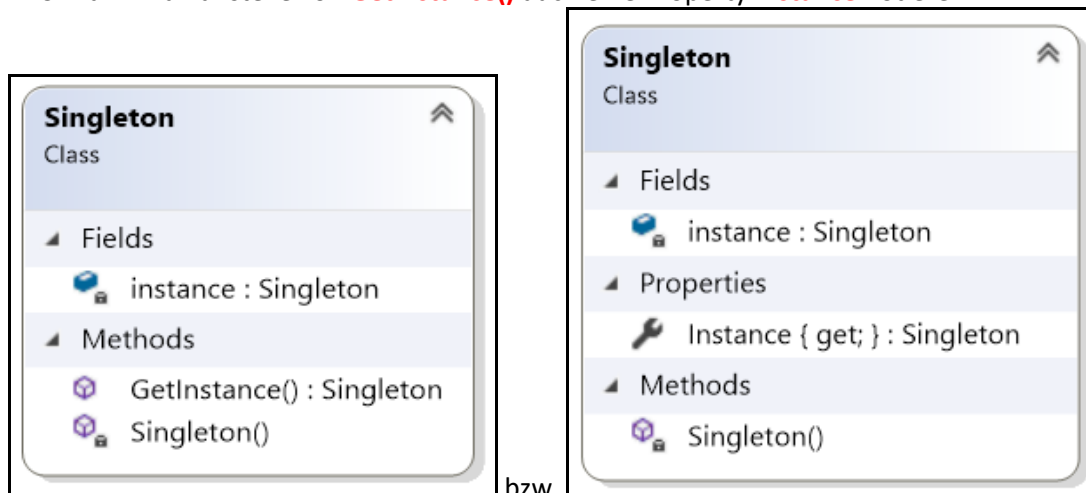 GetInstance()
Singleton
Class
Fields
instance : Singleton
Methods
GetInstance() : Singleton
Singleton()
bzw
Singleton
Class
Fields
instance : Singleton
Properties
Instance { get; } : Singleton
Methods
Singleton()